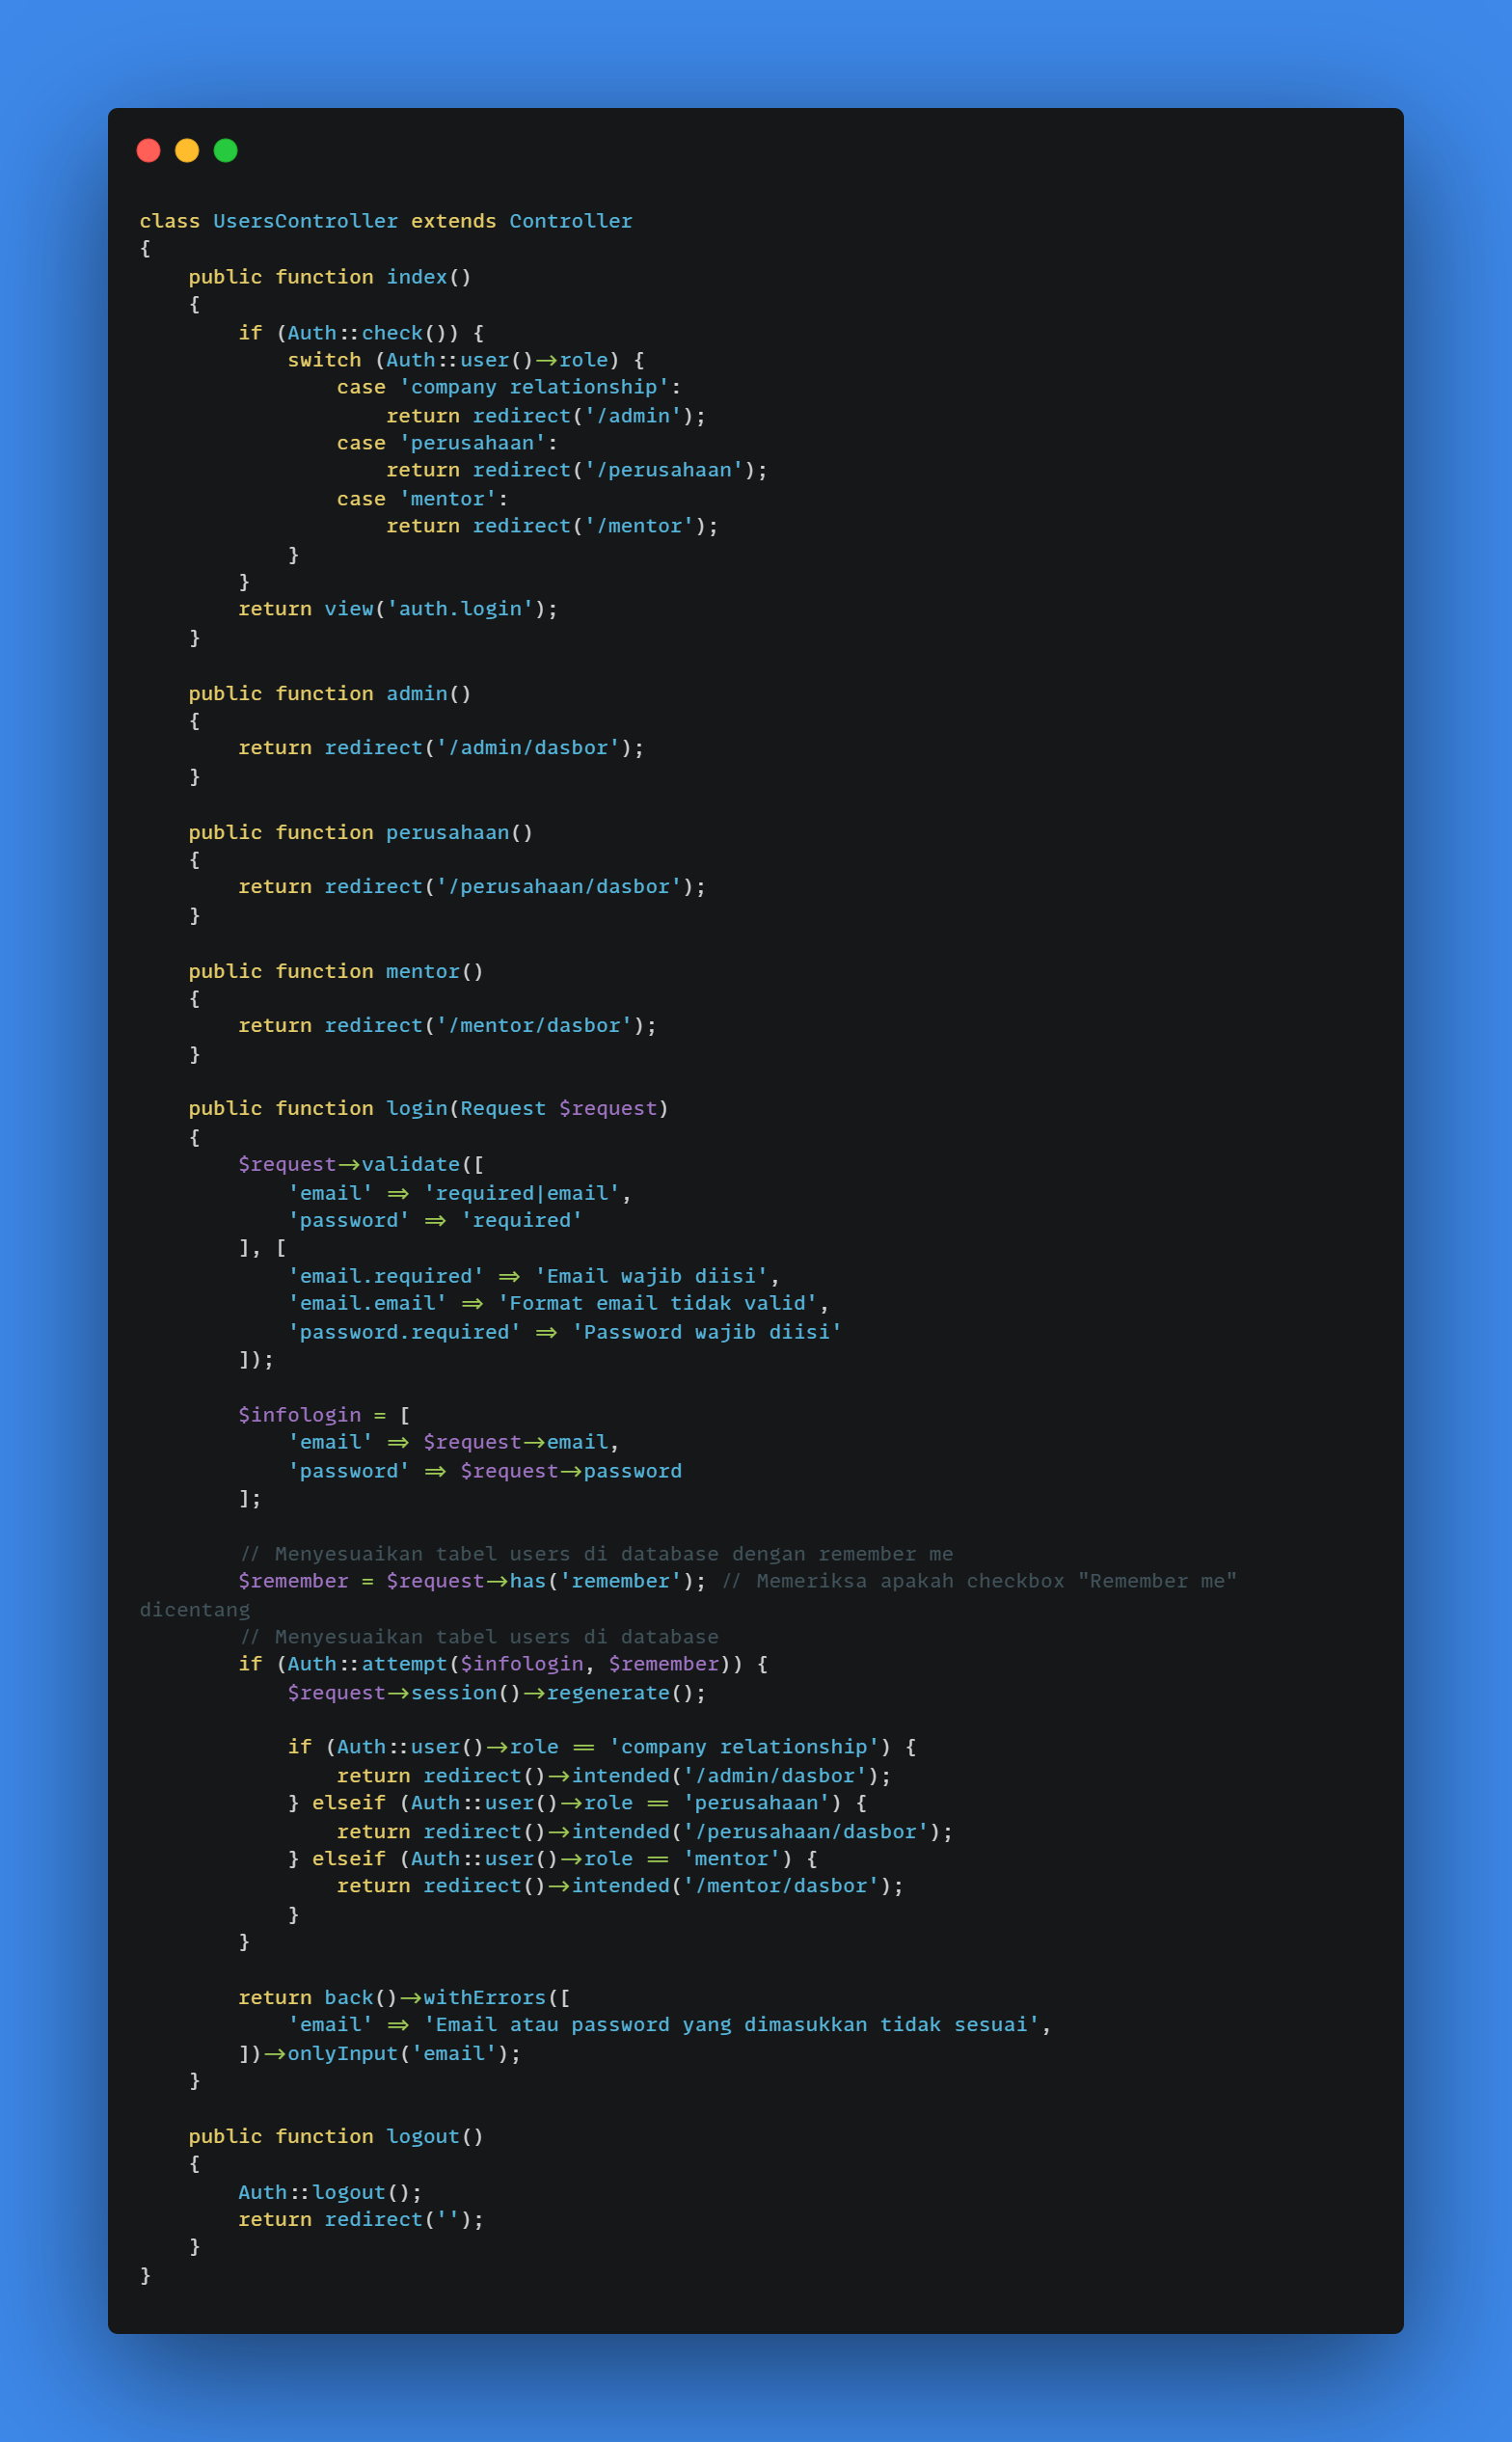 class UsersController extends Controller
{
    public function index()
    {
        if (Auth::check()) {
            switch (Auth::user()->role) {
                case 'company relationship':
                    return redirect('/admin');
                case 'perusahaan':
                    return redirect('/perusahaan');
                case 'mentor':
                    return redirect('/mentor');
            }
        }
        return view('auth.login');
    }

    public function admin()
    {
        return redirect('/admin/dasbor');
    }

    public function perusahaan()
    {
        return redirect('/perusahaan/dasbor');
    }

    public function mentor()
    {
        return redirect('/mentor/dasbor');
    }

    public function login(Request $request)
    {
        $request->validate([
            'email' => 'required|email',
            'password' => 'required'
        ], [
            'email.required' => 'Email wajib diisi',
            'email.email' => 'Format email tidak valid',
            'password.required' => 'Password wajib diisi'
        ]);

        $infologin = [
            'email' => $request->email,
            'password' => $request->password
        ];

        // Menyesuaikan tabel users di database dengan remember me
        $remember = $request->has('remember'); // Memeriksa apakah checkbox "Remember me"
dicentang
        // Menyesuaikan tabel users di database
        if (Auth::attempt($infologin, $remember)) {
            $request->session()->regenerate();

            if (Auth::user()->role == 'company relationship') {
                return redirect()->intended('/admin/dasbor');
            } elseif (Auth::user()->role == 'perusahaan') {
                return redirect()->intended('/perusahaan/dasbor');
            } elseif (Auth::user()->role == 'mentor') {
                return redirect()->intended('/mentor/dasbor');
            }
        }

        return back()->withErrors([
            'email' => 'Email atau password yang dimasukkan tidak sesuai',
        ])->onlyInput('email');
    }

    public function logout()
    {
        Auth::logout();
        return redirect('');
    }
}